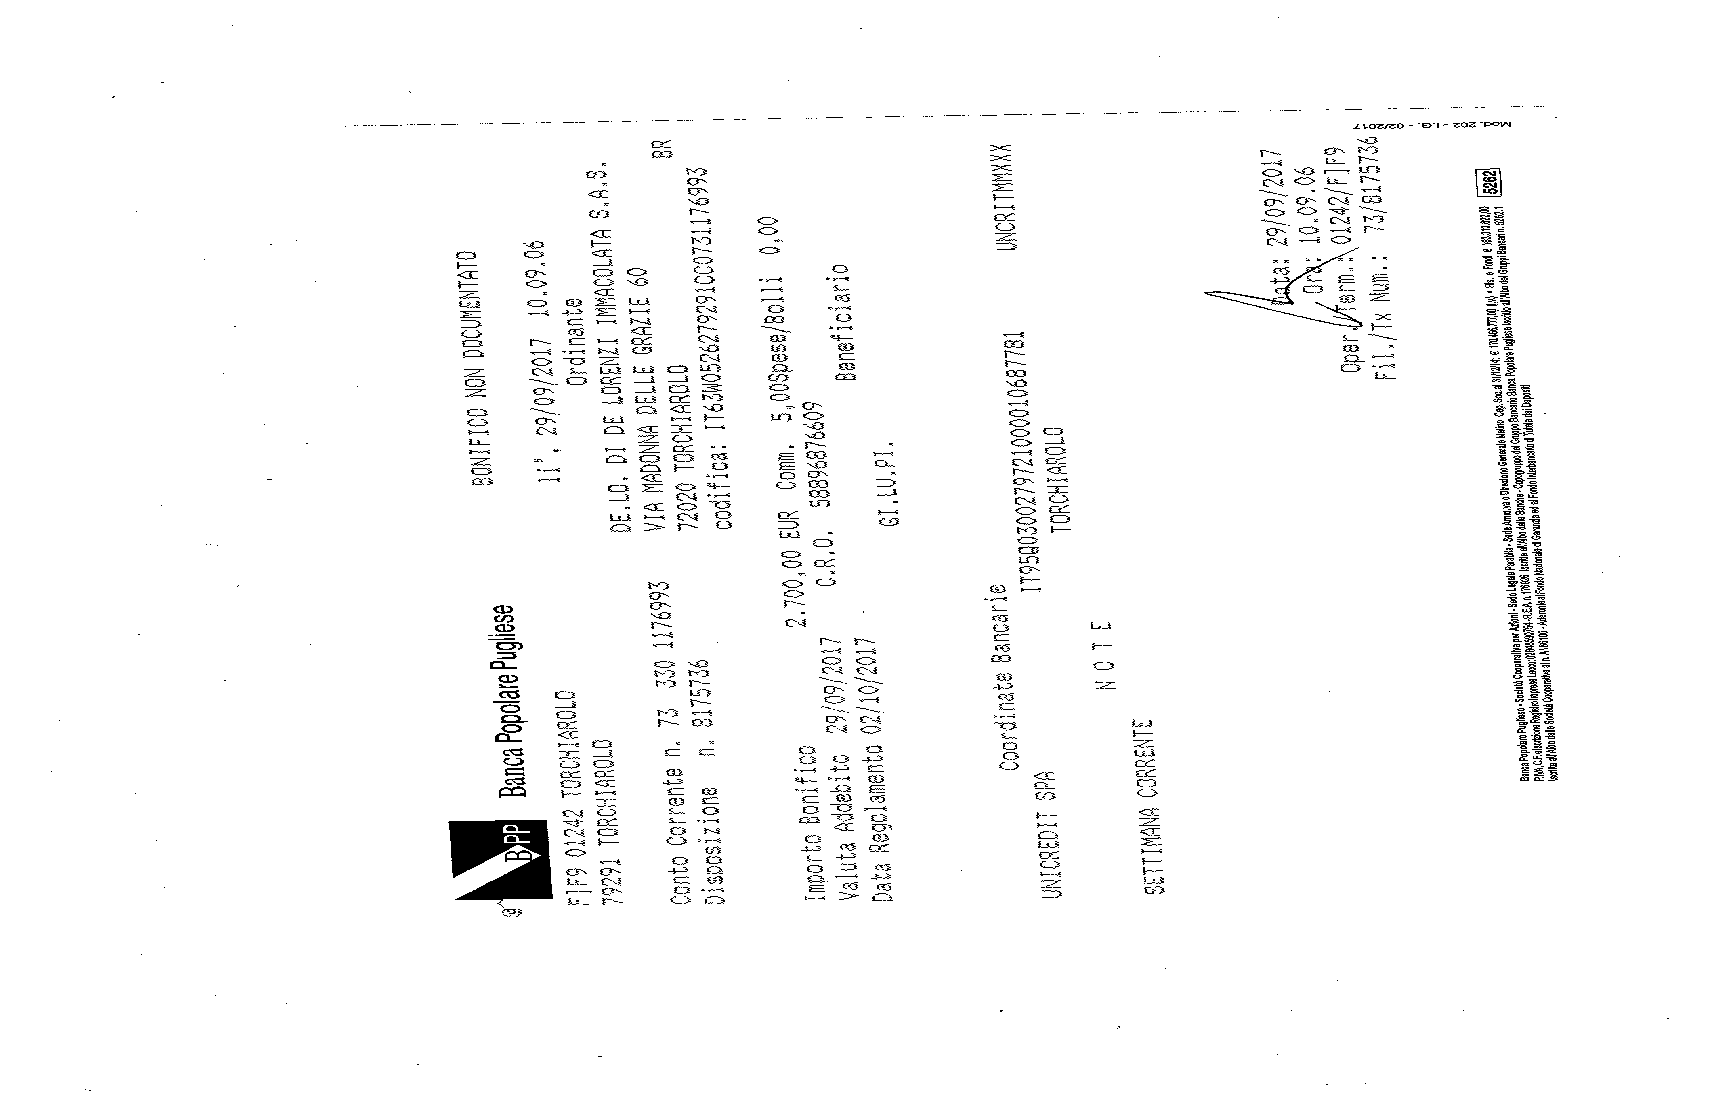 BONIFICO NON DOCUMENTATO
BPP Banca Popolare Pugliese
li', 29/09/2017 10.09.06
F]F9 01242 TORCHIAROLO
Ordinante
79291 TORCHIAROLO
DE.LO. DI DE LORENZI IMMACOLATA S.A.S.
VIA MADONNA DELLE GRAZIE 60 BR
Conto Corrente n. 73 330 1176993
72020 TORCHIAROLO
Disposizione n. 8175736
codifica: IT63W0526279291CC0731176993
Importo Bonifico 2.700,00 EUR Comm. 5,00Spese/Bolli 0,00
Valuta Addebito 29/09/2017 C.R.O. 58896876609
Data Regolamento 02/10/2017 Beneficiario
GI.LU.PI.
Coordinate Bancarie UNCRITMMXXX
IT95Q0300279721000010687781
UNICREDIT SPA TORCHIAROLO
N O T E
SETTIMANA CORRENTE
Data: 29/09/2017
Ora: 10.09.06
Oper./Term.: 01242/F]F9
Fil./Tx Num.: 73/8175736
Mod. 202 - I.G. - 02/2017
5262